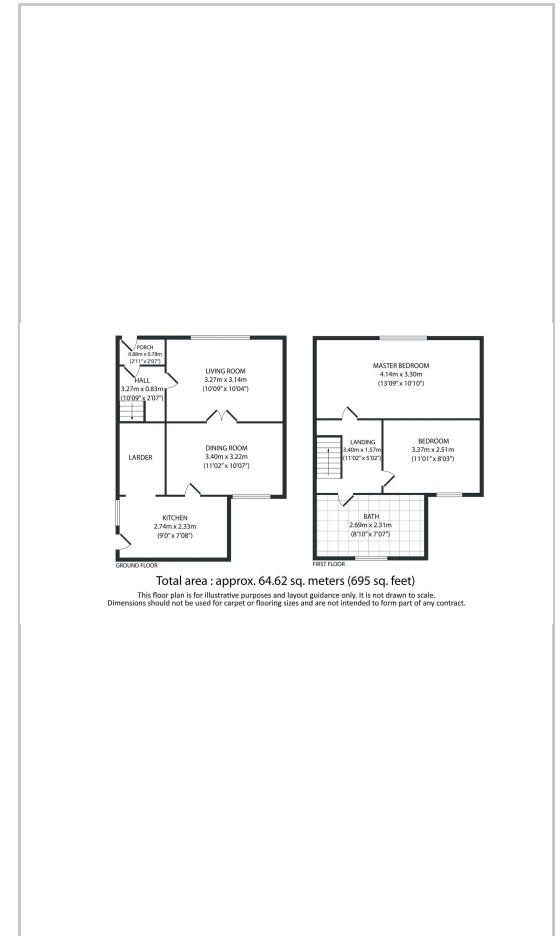 PORCH
0.88m x 0.78m
(2'11" x 2'07")
HALL
3.27m x 0.83m
(10'09" x 2'07")
LIVING ROOM
3.27m x 3.14m
(10'09" x 10'04")
LARDER
DINING ROOM
3.40m x 3.22m
(11'02" x 10'07")
KITCHEN
2.74m x 2.33m
(9'0" x 7'08")
GROUND FLOOR
MASTER BEDROOM
4.14m x 3.30m
(13'09" x 10'10")
LANDING
3.40m x 1.57m
(11'02" x 5'02")
BEDROOM
3.37m x 2.51m
(11'01" x 8'03")
BATH
2.69m x 2.31m
(8'10" x 7'07")
FIRST FLOOR
Total area : approx. 64.62 sq. meters (695 sq. feet)
This floor plan is for illustrative purposes and layout guidance only. It is not drawn to scale.
Dimensions should not be used for carpet or flooring sizes and are not intended to form part of any contract.